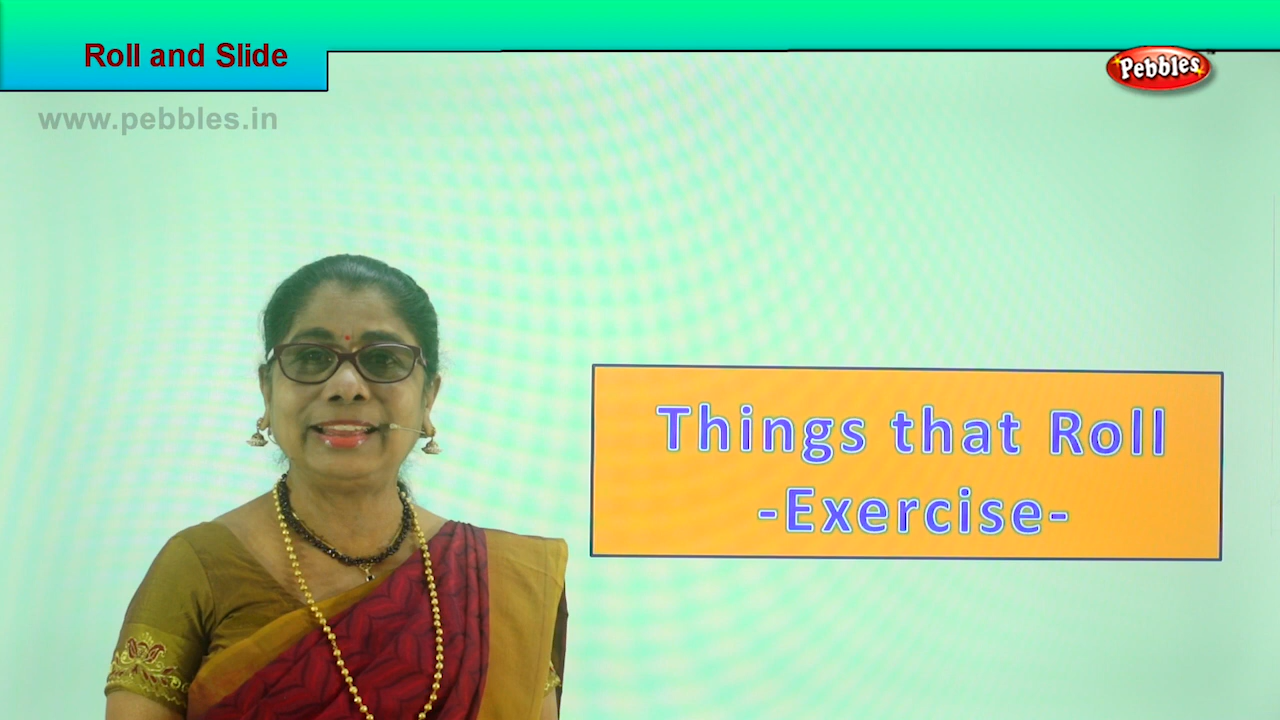 Roll and Slide
Pebbles
www.pebbles.in
Things that Roll
-Exercise-